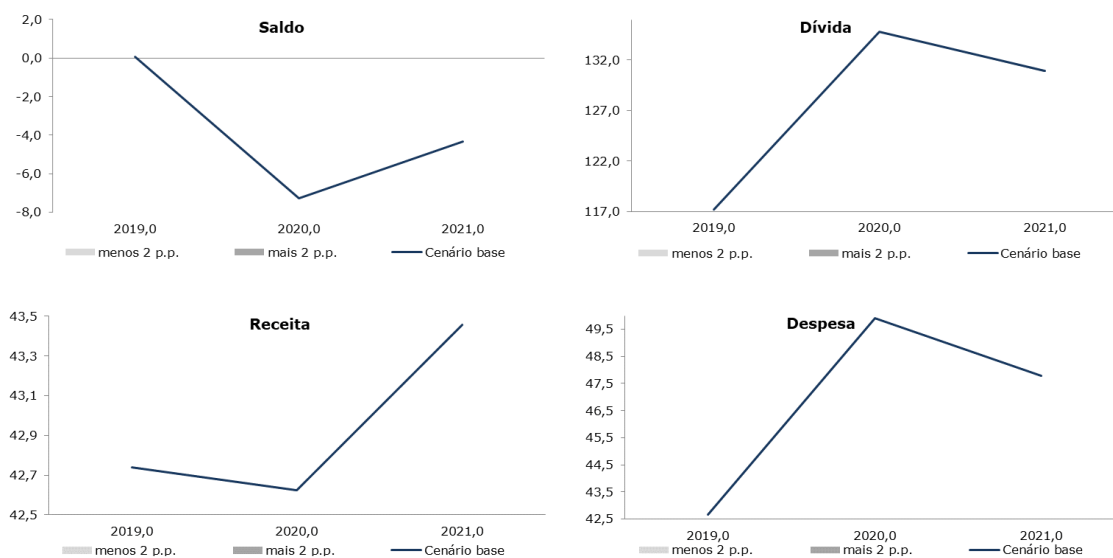 Saldo
2,0
0,0
-2,0
-4,0
-6,0
-8,0
2019,0 2020,0 2021,0
menos 2 p.p. mais 2 p.p. Cenário base
Dívida
132,0
127,0
122,0
117,0
2019,0 2020,0 2021,0
menos 2 p.p. mais 2 p.p. Cenário base
Receita
43,5
43,3
43,1
42,9
42,7
42,5
2019,0 2020,0 2021,0
menos 2 p.p. mais 2 p.p. Cenário base
Despesa
49,5
48,5
47,5
46,5
45,5
44,5
43,5
42,5
2019,0 2020,0 2021,0
menos 2 p.p. mais 2 p.p. Cenário base